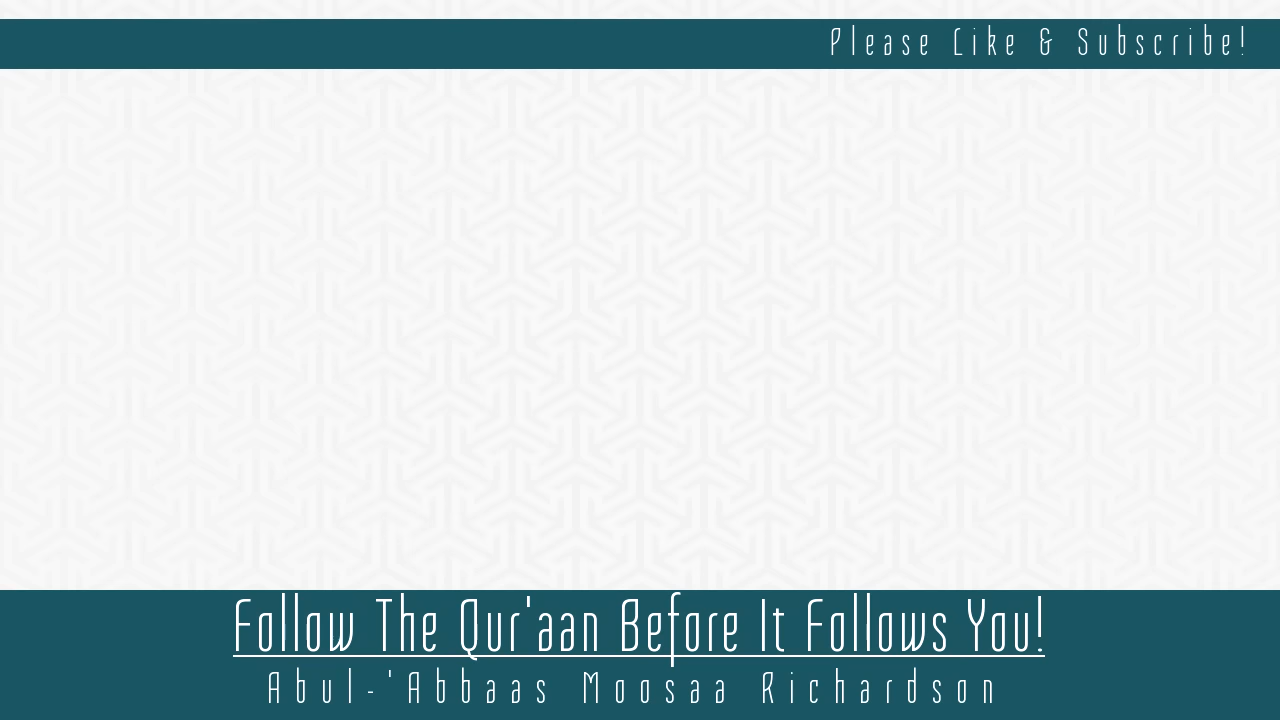 Please Like & Subscribe!
Follow The Qur'aan Before It Follows You!
Abul-'Abbaas Moosaa Richardson